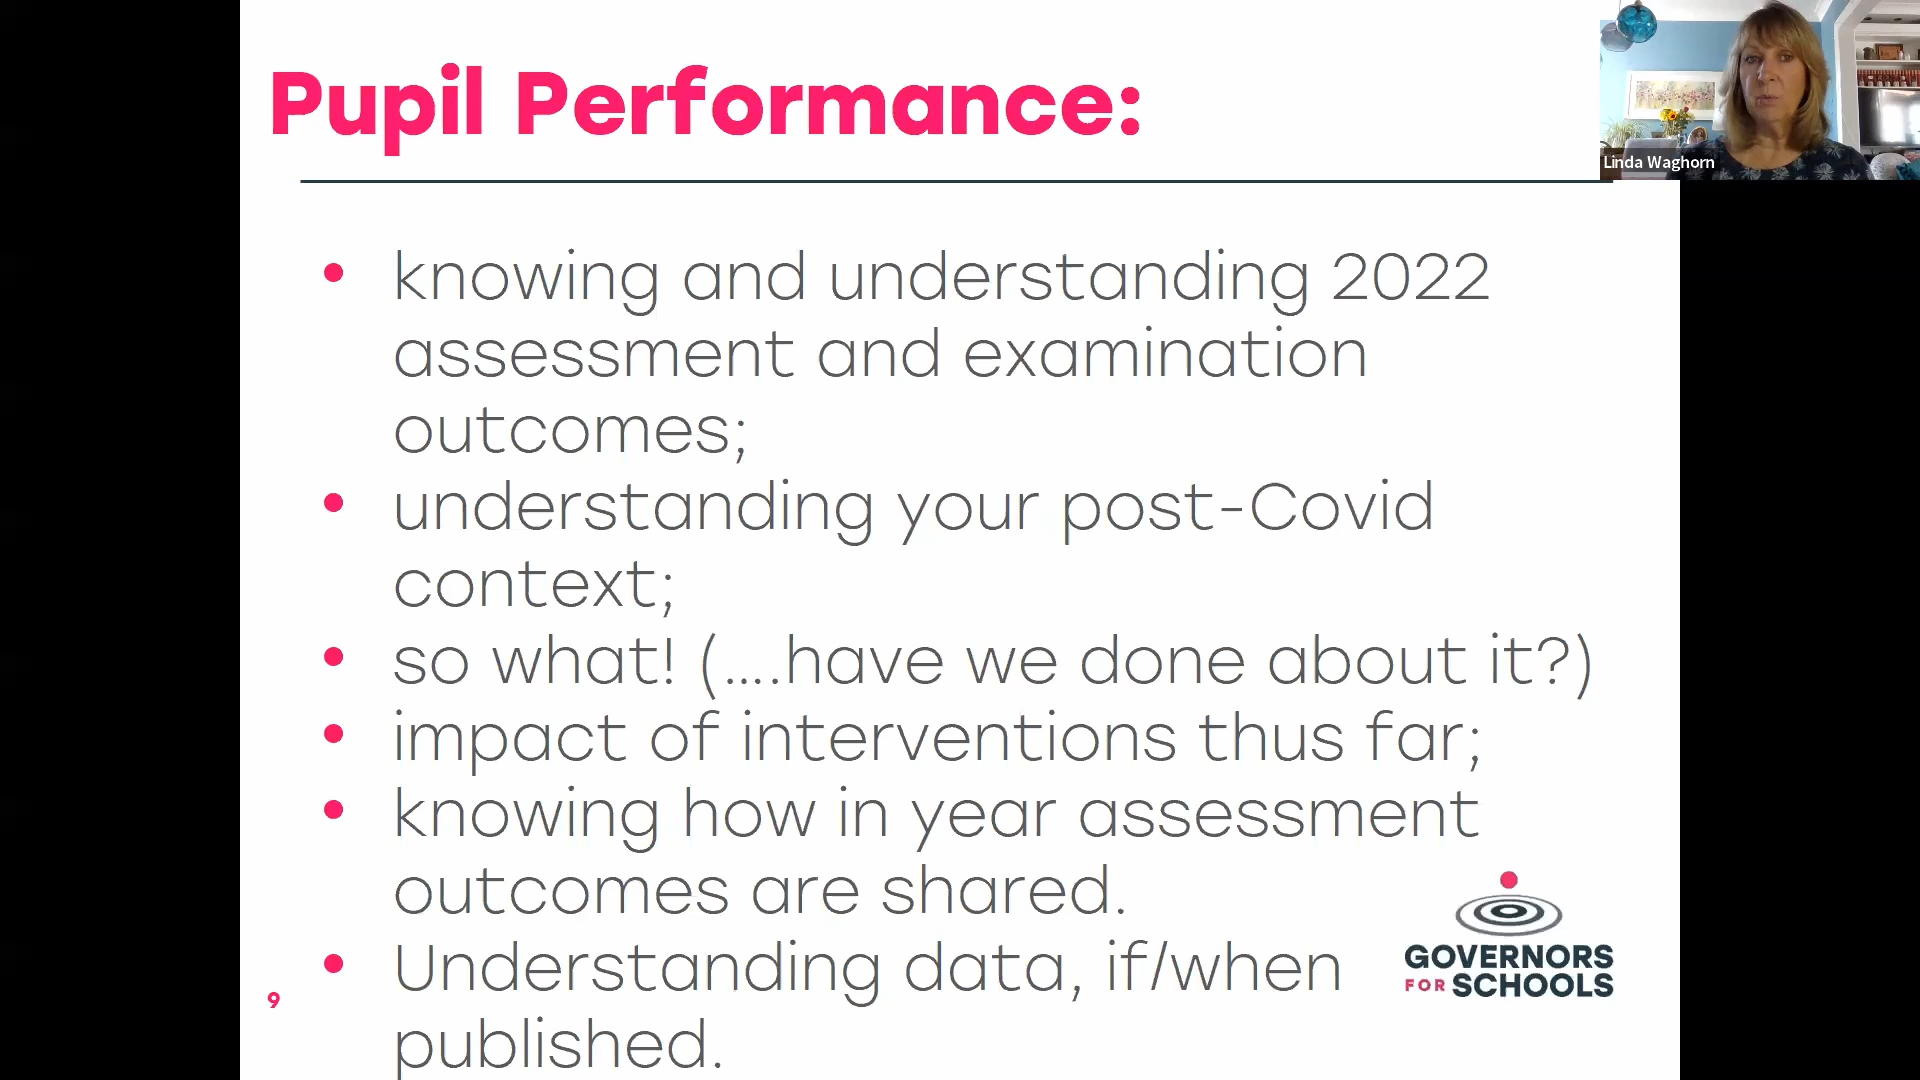 Pupil Performance:
Linda Waghorn
• knowing and understanding 2022
assessment and examination
outcomes;
• understanding your post-Covid
context;
• so what! (....have we done about it?)
• impact of interventions thus far;
• knowing how in year assessment
outcomes are shared.
• Understanding data, if/when
published.
9
GOVERNORS
FOR SCHOOLS